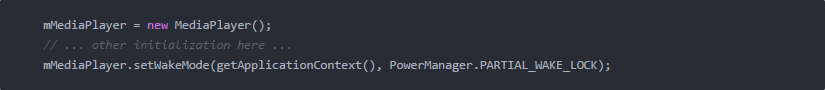 mMediaPlayer = new MediaPlayer();
// ... other initialization here ...
mMediaPlayer.setWakeMode(getApplicationContext(), PowerManager.PARTIAL_WAKE_LOCK);